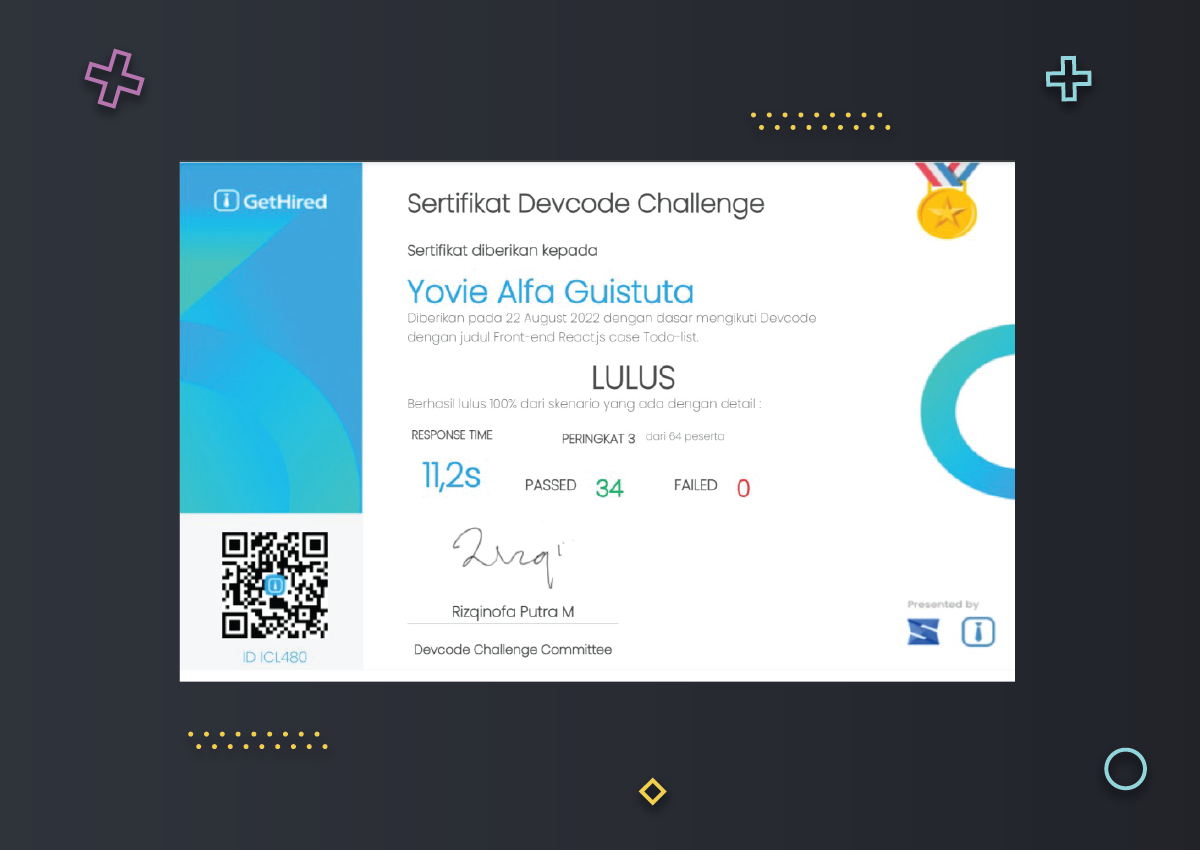 GetHired
Sertifikat Devcode Challenge
Sertifikat diberikan kepada
Yovie Alfa Guistuta
Diberikan pada 22 August 2022 dengan dasar mengikuti Devcode
dengan judul Front-end React.js case Todo-list.
LULUS
Berhasil lulus 100% dari skenario yang ada dengan detail :
RESPONSE TIME
PERINGKAT 3 dari 64 peserta
11,2s
PASSED 34 FAILED 0
Rizqi
Rizqinofa Putra M
Devcode Challenge Committee
ID ICL480
Presented by